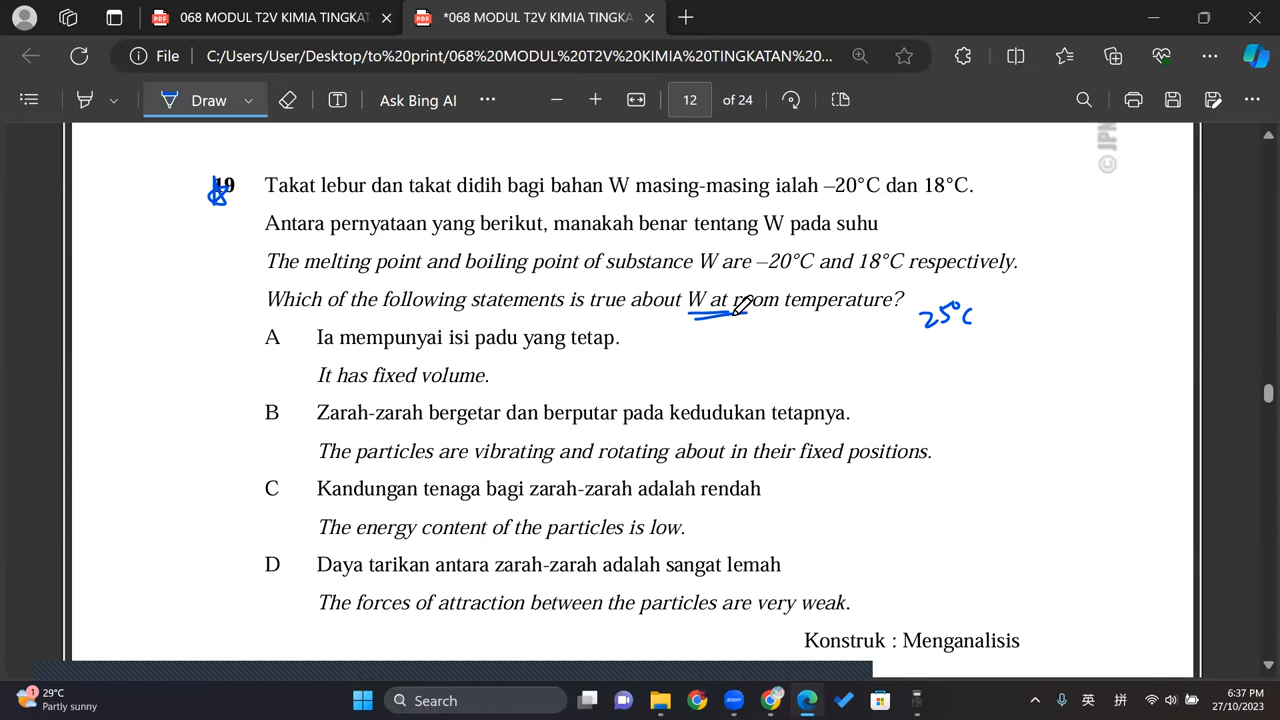 068 MODUL T2V KIMIA TINGKAT
*068 MODUL T2V KIMIA TINGKA
File
C:/Users/User/Desktop/to%20print/068%20MODUL%20T2V%20KIMIA%20TINGKATAN%20...
Draw
Ask Bing AI
12 of 24
© JPN
19 Takat lebur dan takat didih bagi bahan W masing-masing ialah –20°C dan 18°C.
Antara pernyataan yang berikut, manakah benar tentang W pada suhu
The melting point and boiling point of substance W are –20°C and 18°C respectively.
Which of the following statements is true about W at room temperature?
25°C
A Ia mempunyai isi padu yang tetap.
It has fixed volume.
B Zarah-zarah bergetar dan berputar pada kedudukan tetapnya.
The particles are vibrating and rotating about in their fixed positions.
C Kandungan tenaga bagi zarah-zarah adalah rendah
The energy content of the particles is low.
D Daya tarikan antara zarah-zarah adalah sangat lemah
The forces of attraction between the particles are very weak.
Konstruk : Menganalisis
1
29°C
Partly sunny
Search
zoom
英
拼
6:37 PM
27/10/2023